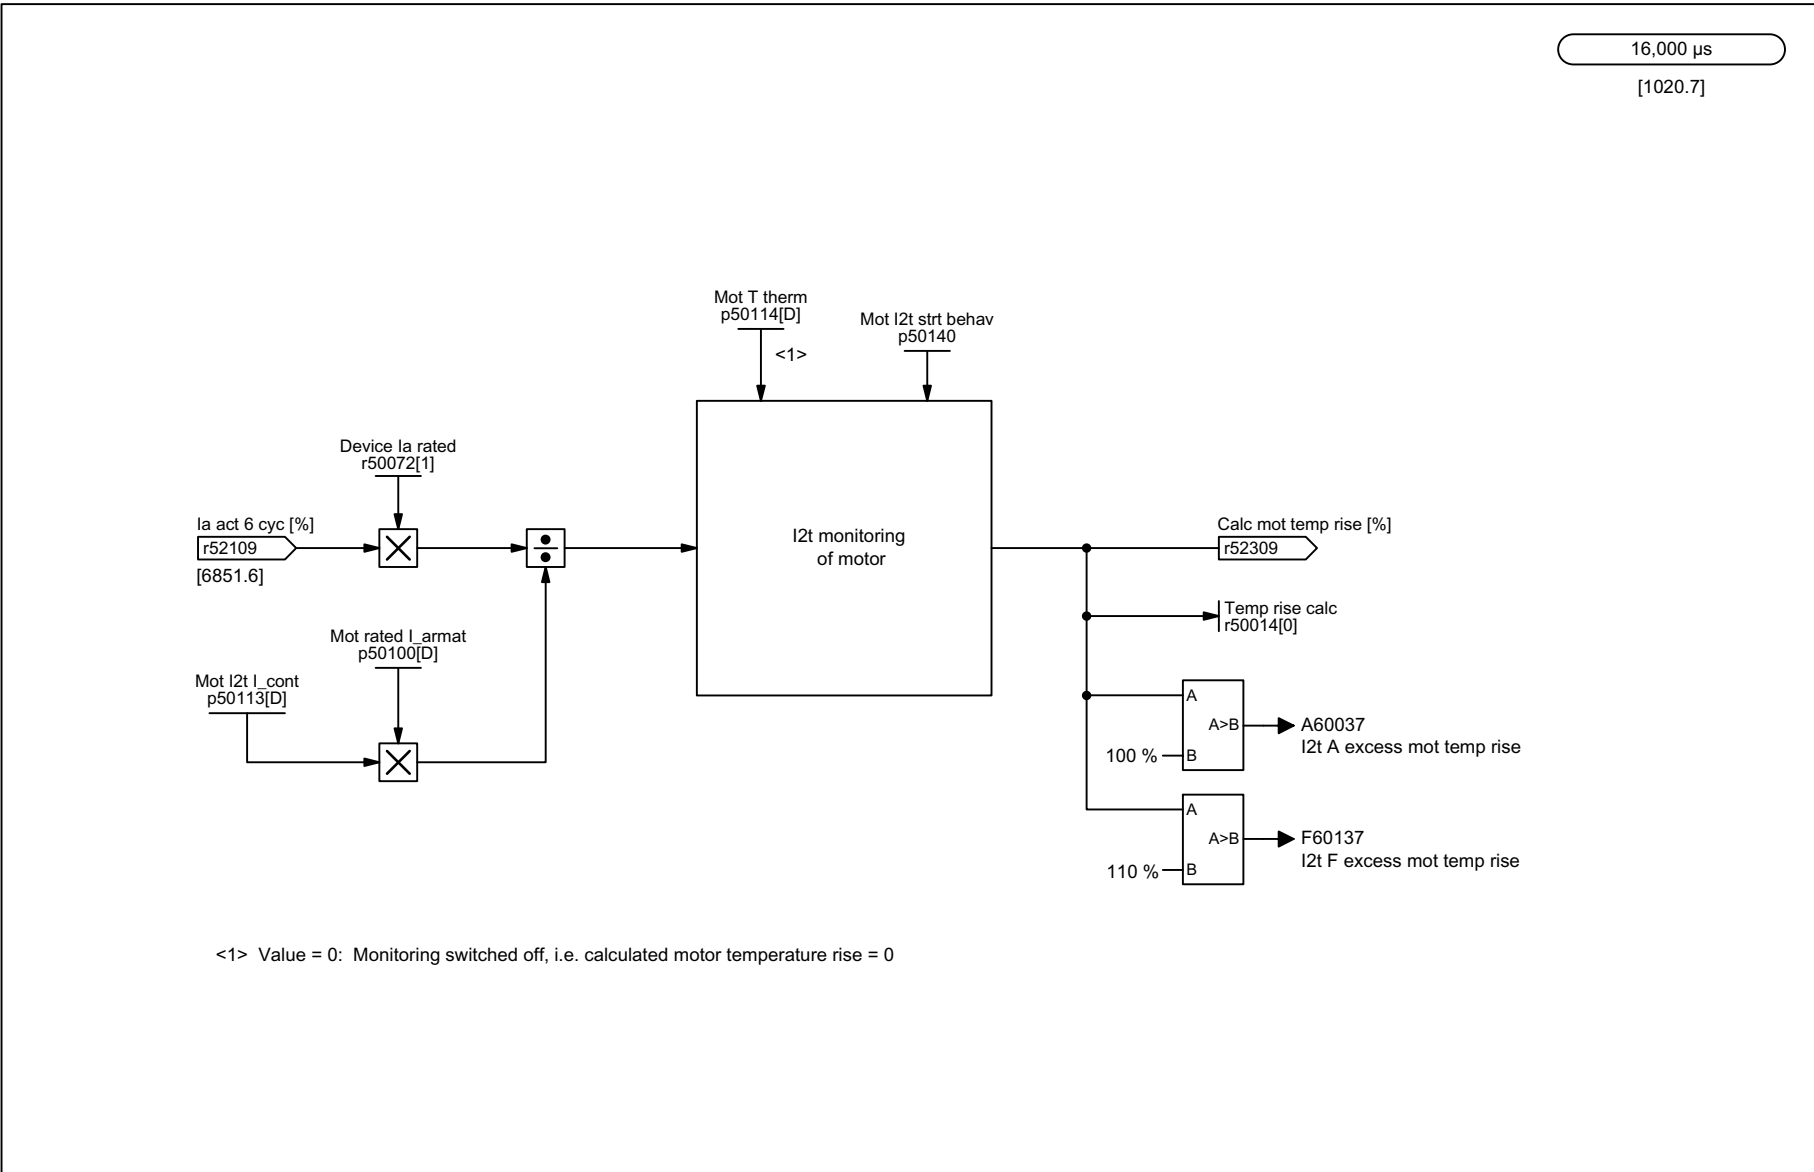 16,000 µs
[1020.7]
Mot T therm
p50114[D]
<1>
Mot I2t strt behav
p50140
Device Ia rated
r50072[1]
Ia act 6 cyc [%]
r52109
[6851.6]
I2t monitoring
of motor
Calc mot temp rise [%]
r52309
Temp rise calc
r50014[0]
Mot rated I_armat
p50100[D]
Mot I2t I_cont
p50113[D]
A
A>B
100 %
B
A60037
I2t A excess mot temp rise
A
A>B
110 %
B
F60137
I2t F excess mot temp rise
<1> Value = 0: Monitoring switched off, i.e. calculated motor temperature rise = 0